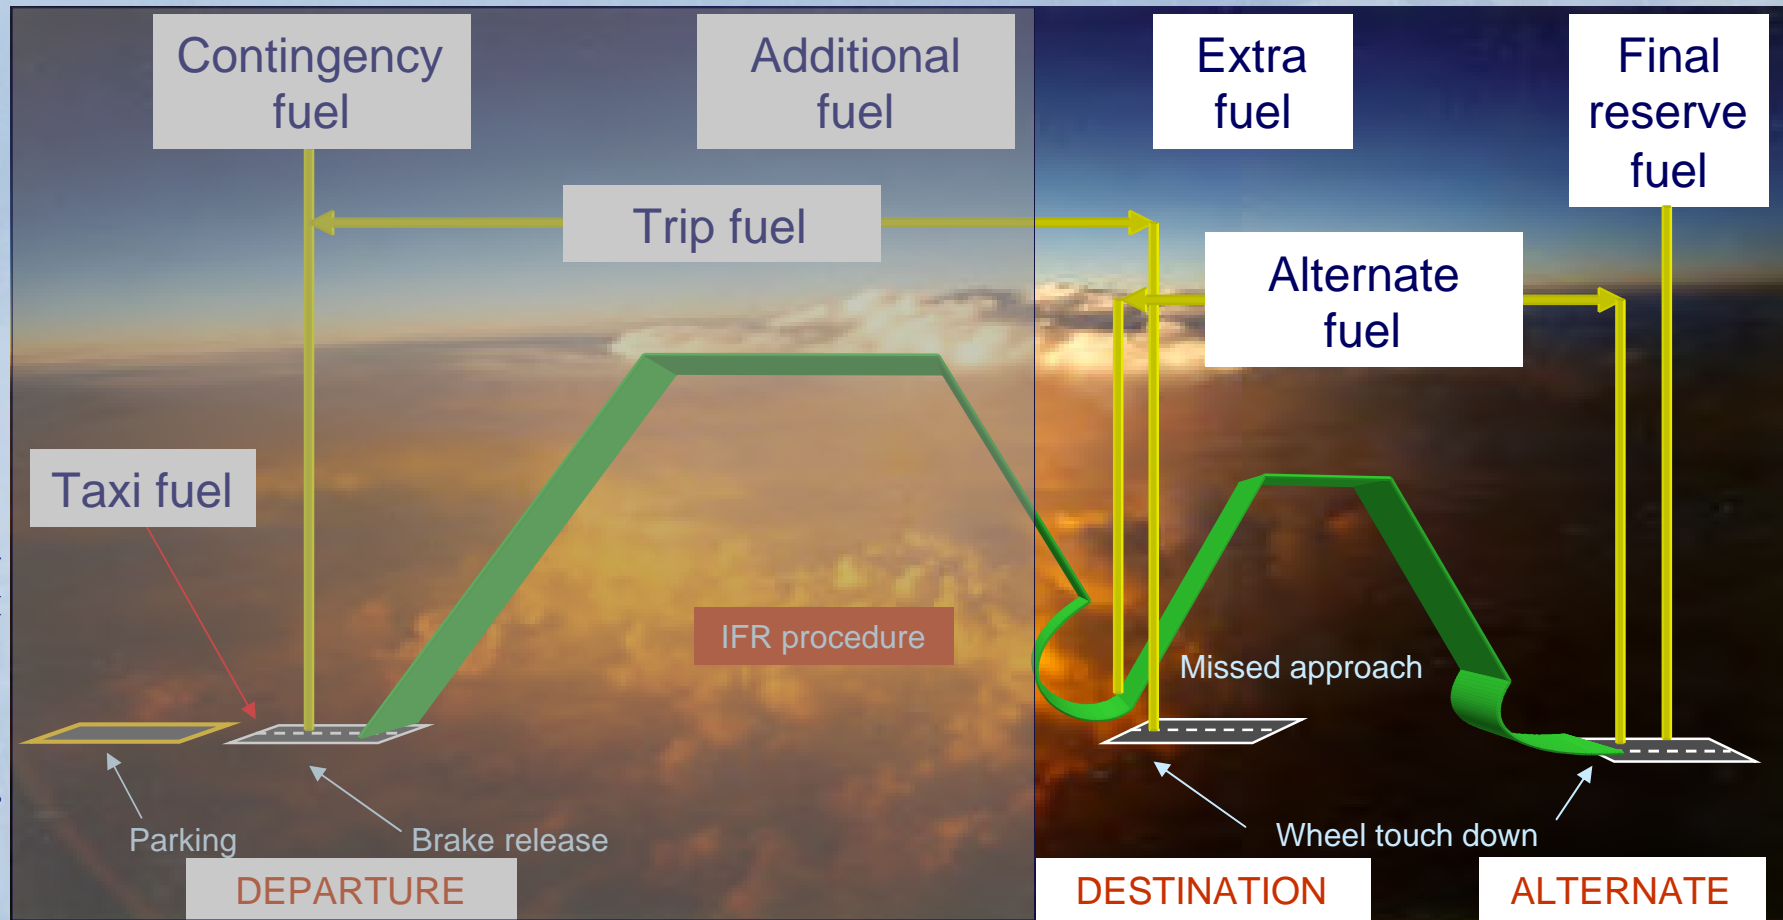 Contingency
fuel
Additional
fuel
Extra
fuel
Final
reserve
fuel
Trip fuel
Alternate
fuel
Taxi fuel
IFR procedure
Missed approach
Parking
Brake release
Wheel touch down
DEPARTURE
DESTINATION
ALTERNATE